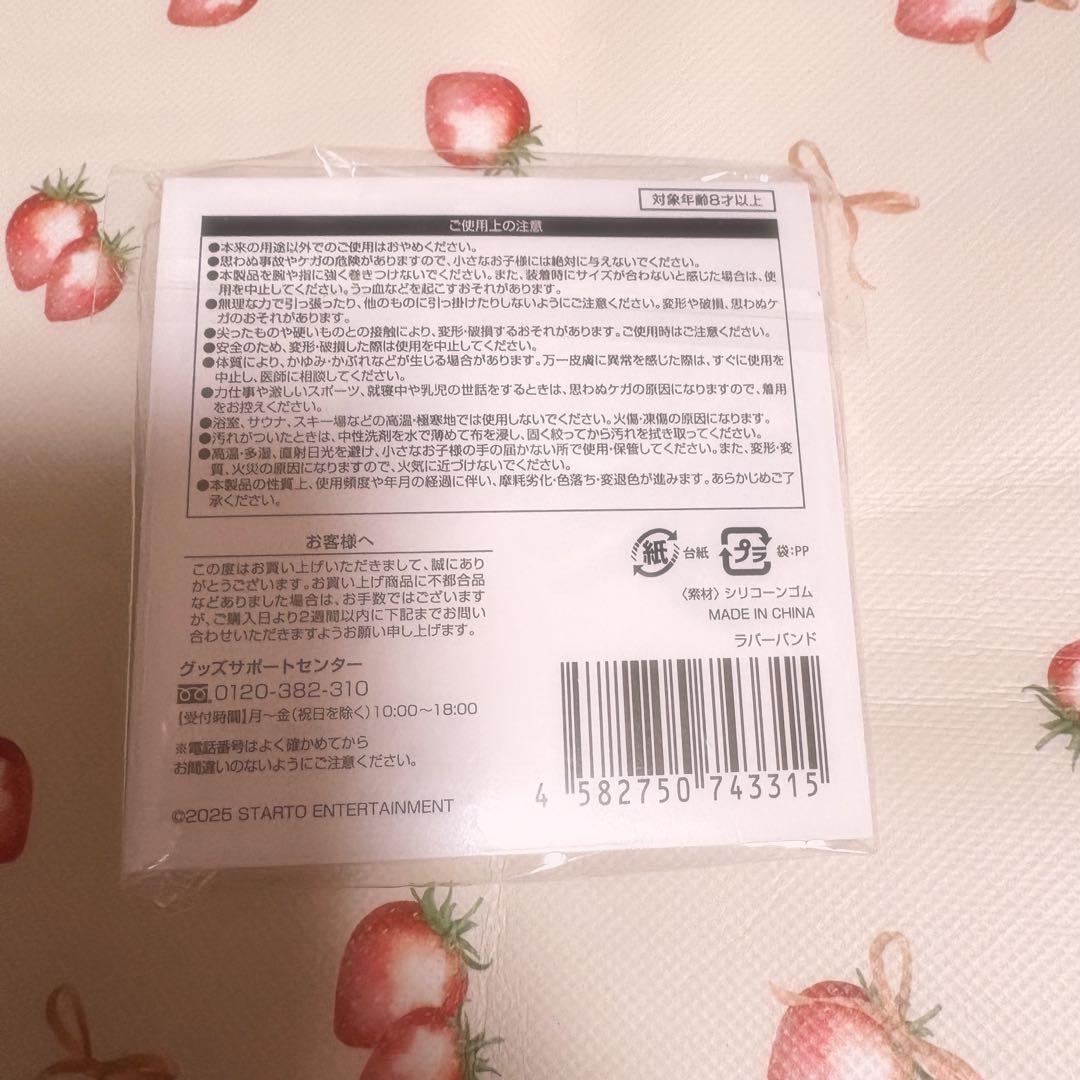 対象年齢8才以上
ご使用上の注意
●本来の用途以外でのご使用はおやめください。
●思わぬ事故やケガの危険がありますので、小さなお子様には絶対に与えないでください。
●本製品を腕や指に強く巻きつけないでください。また、装着時にサイズが合わないと感じた場合は、使
用を中止してください。うっ血などを起こすおそれがあります。
●無理な力で引っ張ったり、他のものに引っ掛けたりしないようにご注意ください。変形や破損、思わぬケ
ガのおそれがあります。
●尖ったものや硬いものとの接触により、変形・破損するおそれがあります。ご使用時はご注意ください。
●安全のため、変形・破損した際は使用を中止してください。
●体質により、かゆみ・かぶれなどが生じる場合があります。万一皮膚に異常を感じた際は、すぐに使用を
中止し、医師に相談してください。
●力仕事や激しいスポーツ、就寝中や乳児の世話をするときは、思わぬケガの原因になりますので、着用
をお控えください。
●浴室、サウナ、スキー場などの高温・極寒地では使用しないでください。火傷・凍傷の原因になります。
●汚れがついたときは、中性洗剤を水で薄めて布を浸し、固く絞ってから汚れを拭き取ってください。
●高温・多湿、直射日光を避け、小さなお子様の手の届かない所で使用・保管してください。また、変形・変
質、火災の原因になりますので、火気に近づけないでください。
●本製品の性質上、使用頻度や年月の経過に伴い、摩耗劣化・色落ち・変退色が進みます。あらかじめご了
承ください。
お客様へ
この度はお買い上げいただきまして、誠にあり
がとうございます。お買い上げ商品に不都合品
などありました場合は、お手数ではございます
が、ご購入日より2週間以内に下記までお問い
合わせいただきますようお願い申し上げます。
グッズサポートセンター
0120-382-310
【受付時間】月～金(祝日を除く)10:00～18:00
※電話番号はよく確かめてから
お間違いのないようにご注意ください。
©2025 STARTO ENTERTAINMENT
紙 台紙 プラ 袋:PP
〈素材〉シリコーンゴム
MADE IN CHINA
ラバーバンド
4 582750 743315